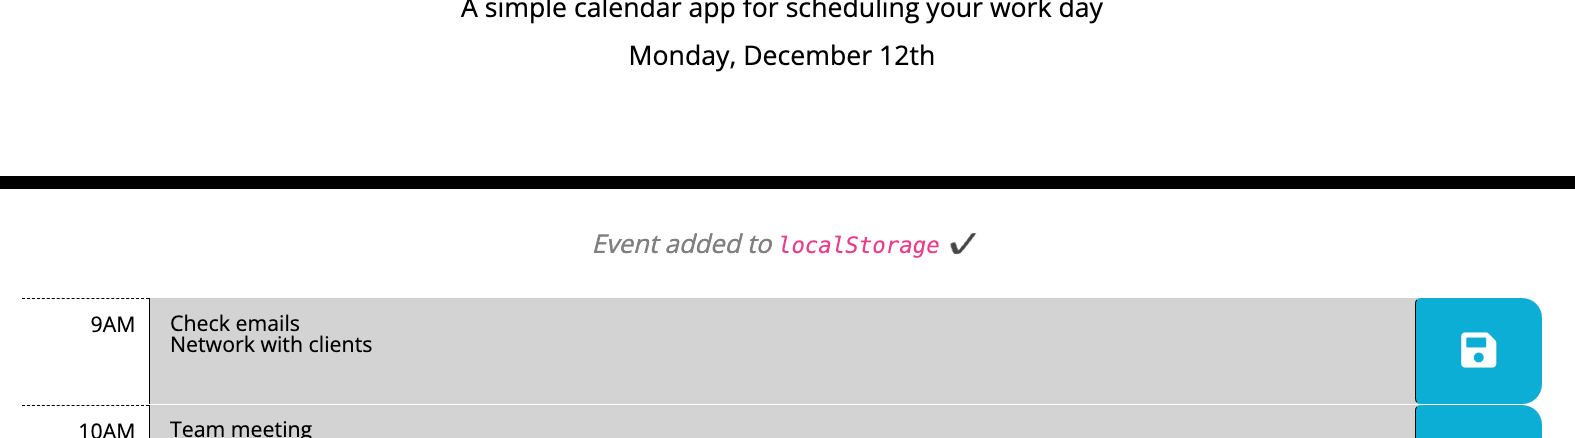 A simple calendar app for scheduling your work day
Monday, December 12th
Event added to localStorage ✔
9AM
Check emails
Network with clients
10AM
Team meeting